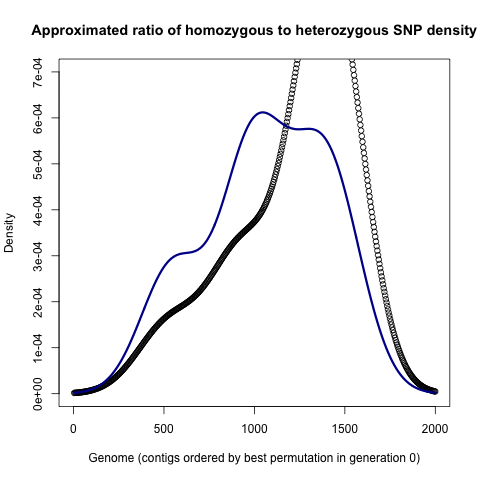 Approximated ratio of homozygous to heterozygous SNP density
7e-04
6e-04
5e-04
4e-04
3e-04
2e-04
1e-04
0e+00
Density
0 500 1000 1500 2000
Genome (contigs ordered by best permutation in generation 0)